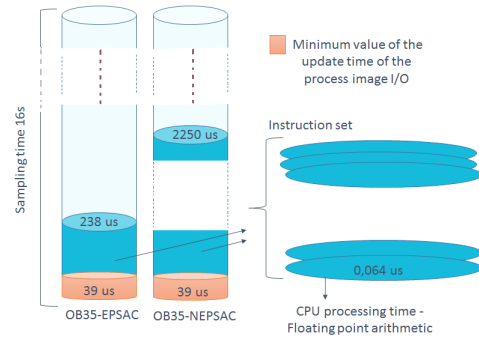 Minimum value of the
update time of the
process image I/O
Sampling time 16s
2250 us
Instruction set
238 us
0,064 us
39 us
39 us
OB35-EPSAC
OB35-NEPSAC
CPU processing time -
Floating point arithmetic